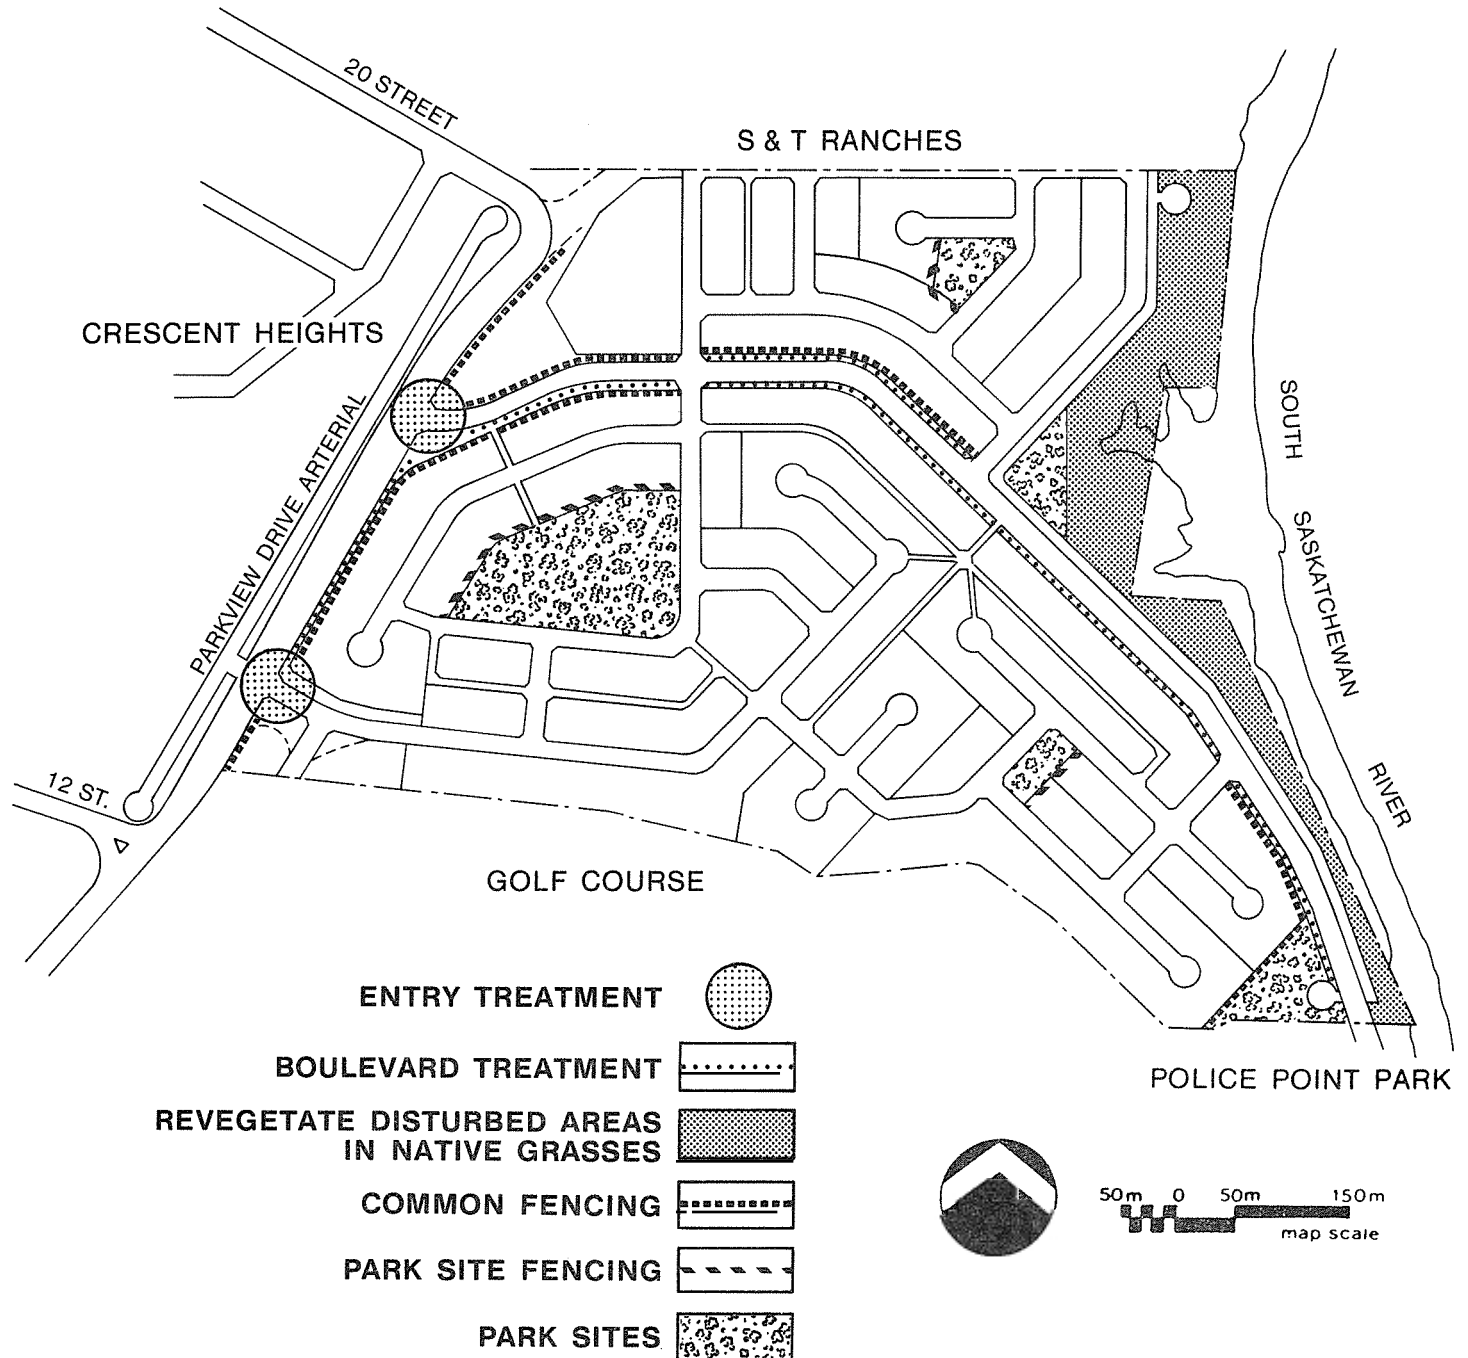 20 STREET
S & T RANCHES
CRESCENT HEIGHTS
PARKVIEW DRIVE ARTERIAL
SOUTH
SASKATCHEWAN
RIVER
12 ST.
GOLF COURSE
ENTRY TREATMENT
BOULEVARD TREATMENT
REVEGETATE DISTURBED AREAS
IN NATIVE GRASSES
COMMON FENCING
PARK SITE FENCING
PARK SITES
POLICE POINT PARK
50m 0 50m 150m
map scale